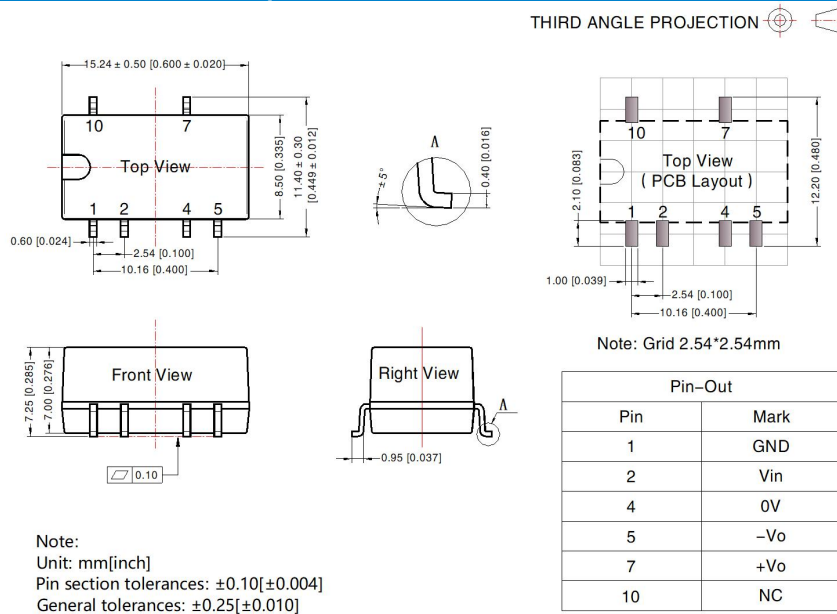 THIRD ANGLE PROJECTION
15.24 ± 0.50 [0.600 ± 0.020]
10 7
Top View
1 2 4 5
8.50 [0.335]
11.40 ± 0.30
[0.449 ± 0.012]
0.60 [0.024]
2.54 [0.100]
10.16 [0.400]
A
± 5°
0.40 [0.016]
10 7
Top View
( PCB Layout )
1 2 4 5
2.10 [0.083]
12.20 [0.480]
1.00 [0.039]
2.54 [0.100]
10.16 [0.400]
Note: Grid 2.54*2.54mm
Front View
7.25 [0.285]
7.00 [0.276]
0.10
Right View
A
0.95 [0.037]
Pin–Out
Pin Mark
1 GND
2 Vin
4 0V
5 –Vo
7 +Vo
10 NC
Note:
Unit: mm[inch]
Pin section tolerances: ±0.10[±0.004]
General tolerances: ±0.25[±0.010]